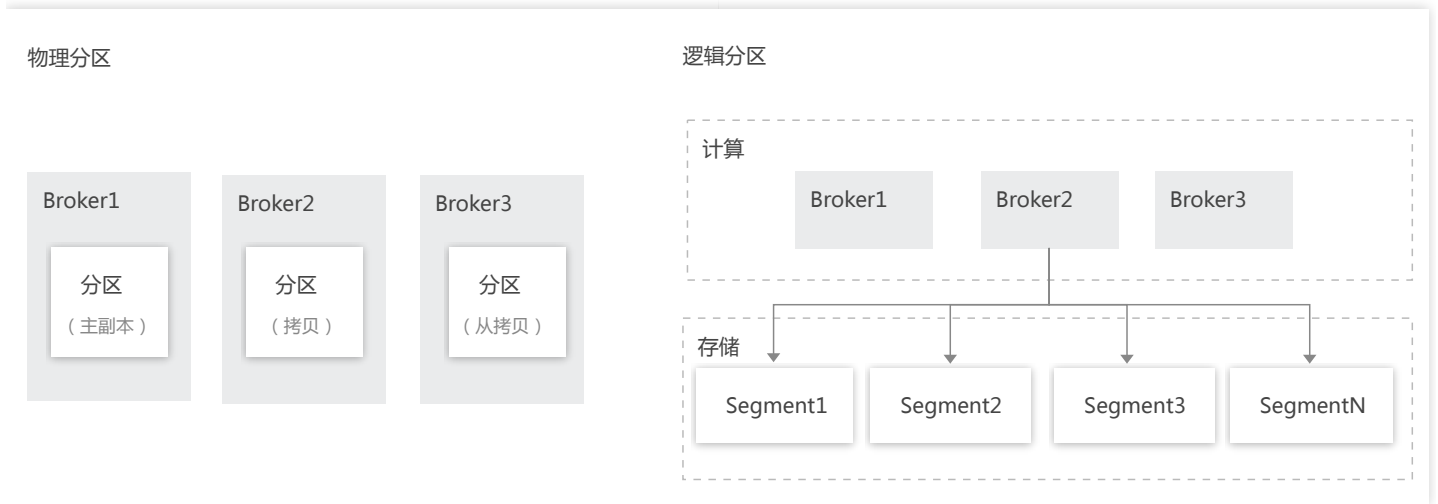 物理分区
Broker1
Broker2
Broker3
分区
（主副本）
分区
（拷贝）
分区
（从拷贝）
逻辑分区
计算
Broker1
Broker2
Broker3
存储
Segment1
Segment2
Segment3
SegmentN